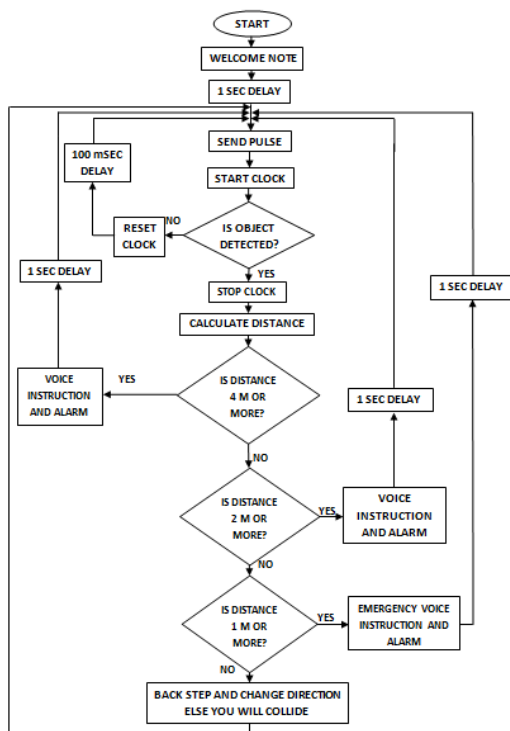 START
WELCOME NOTE
1 SEC DELAY
SEND PULSE
100 mSEC
DELAY
START CLOCK
NO
RESET
CLOCK
IS OBJECT
DETECTED?
1 SEC DELAY
YES
STOP CLOCK
1 SEC DELAY
CALCULATE DISTANCE
VOICE
INSTRUCTION
AND ALARM
YES
IS DISTANCE
4 M OR
MORE?
1 SEC DELAY
NO
IS DISTANCE
2 M OR
MORE?
YES
VOICE
INSTRUCTION
AND ALARM
NO
IS DISTANCE
1 M OR
MORE?
YES
EMERGENCY VOICE
INSTRUCTION AND
ALARM
NO
BACK STEP AND CHANGE DIRECTION
ELSE YOU WILL COLLIDE